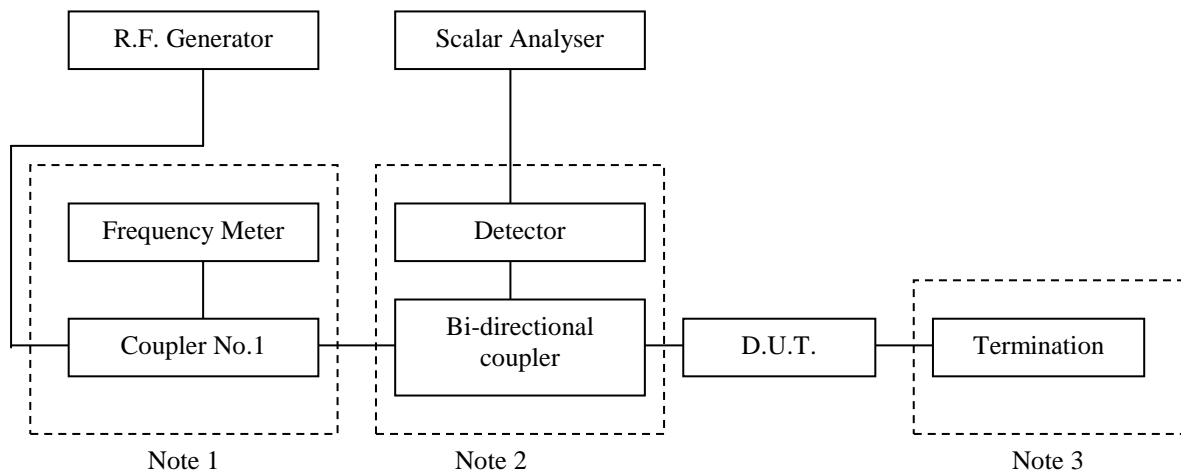 R.F. Generator
Scalar Analyser
Frequency Meter
Detector
Coupler No.1
Bi-directional
coupler
D.U.T.
Termination
Note 1
Note 2
Note 3